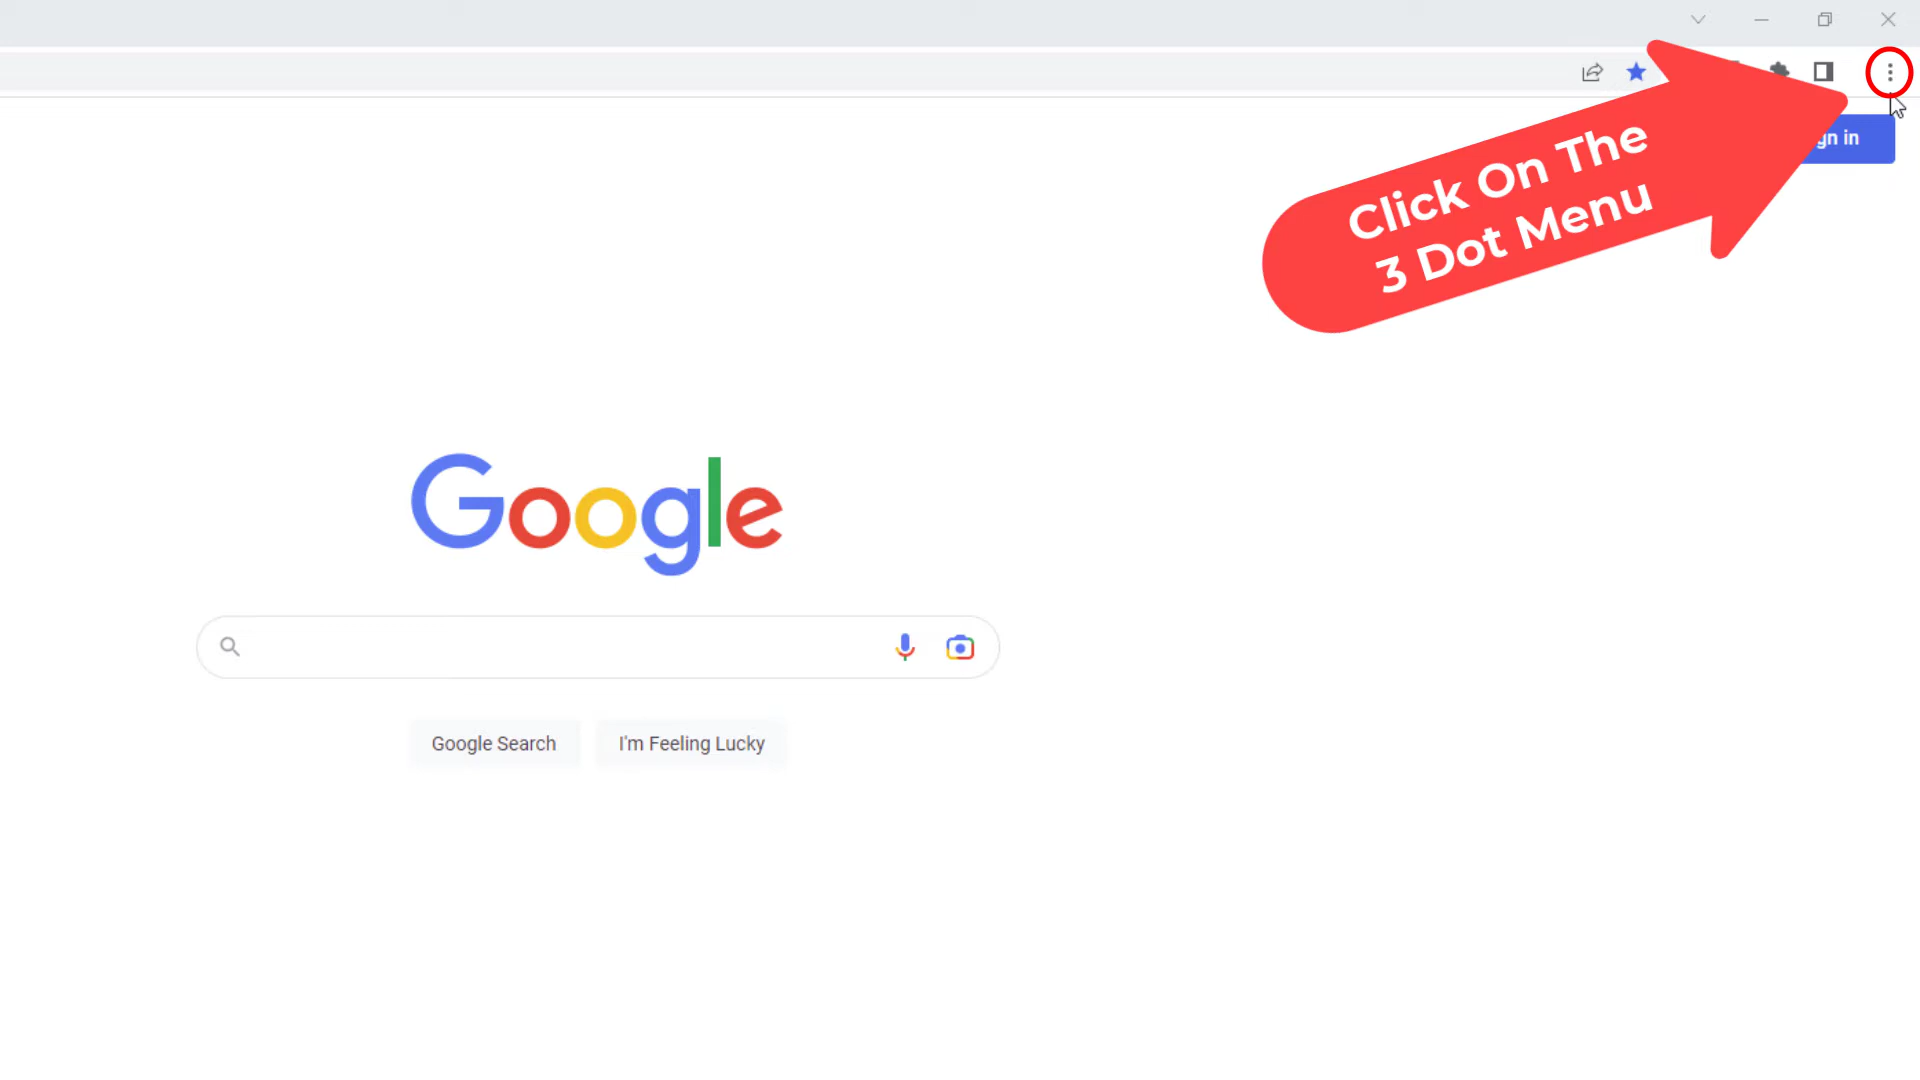 gn in
Click On The
3 Dot Menu
Google
Google Search
I'm Feeling Lucky